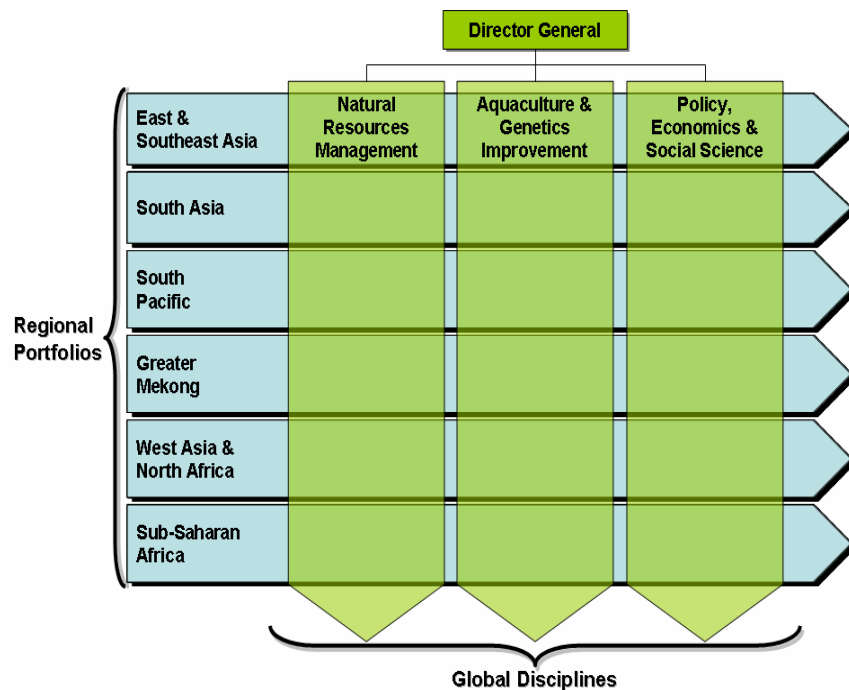 Director General
Natural
Resources
Management
Aquaculture &
Genetics
Improvement
Policy,
Economics &
Social Science
East &
Southeast Asia
South Asia
South
Pacific
Greater
Mekong
West Asia &
North Africa
Sub-Saharan
Africa
Regional
Portfolios
Global Disciplines